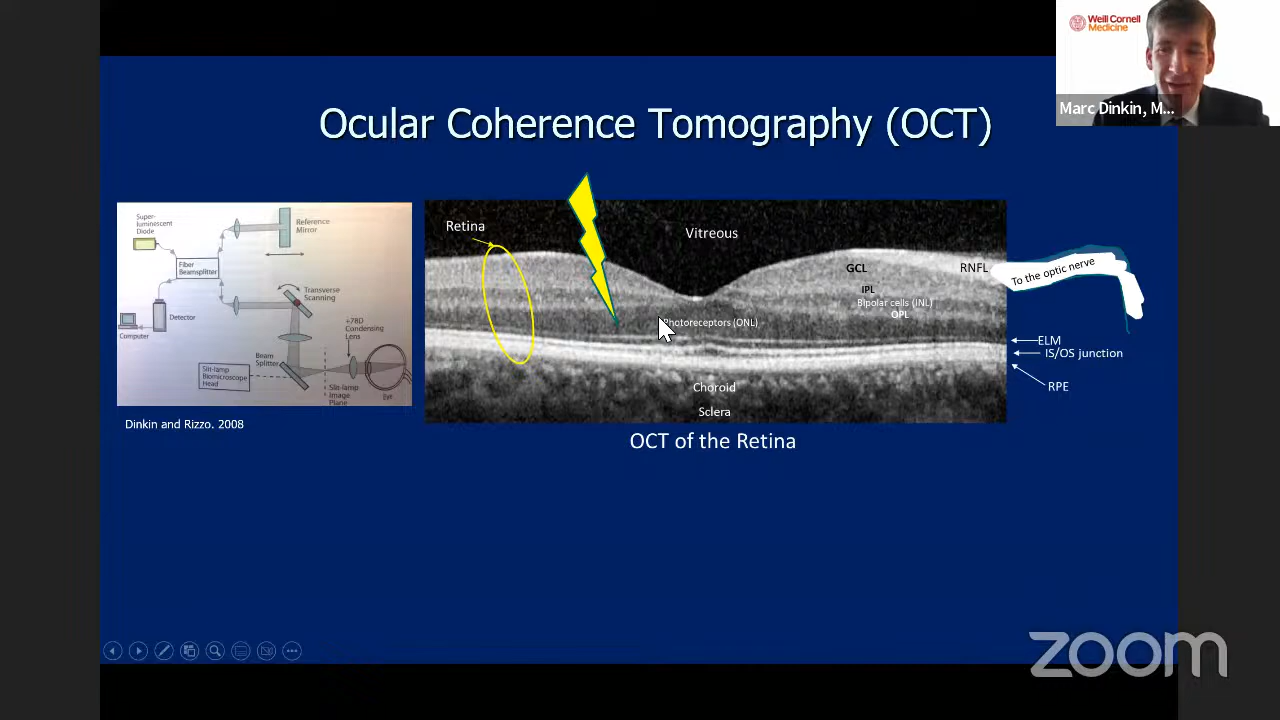 Weill Cornell
Medicine
Marc Dinkin, M...
Ocular Coherence Tomography (OCT)
Super-
luminescent
Diode
Reference
Mirror
Fiber
Beamsplitter
Transverse
Scanning
Detector
Computer
+78D
Condensing
Lens
Beam
Splitter
Slit-lamp
Biomicroscope
Head
Slit-lamp
Image
Plane
Eye
Dinkin and Rizzo. 2008
Retina
Vitreous
GCL
RNFL
To the optic nerve
IPL
Bipolar cells (INL)
OPL
Photoreceptors (ONL)
ELM
IS/OS junction
RPE
Choroid
Sclera
OCT of the Retina
zoom